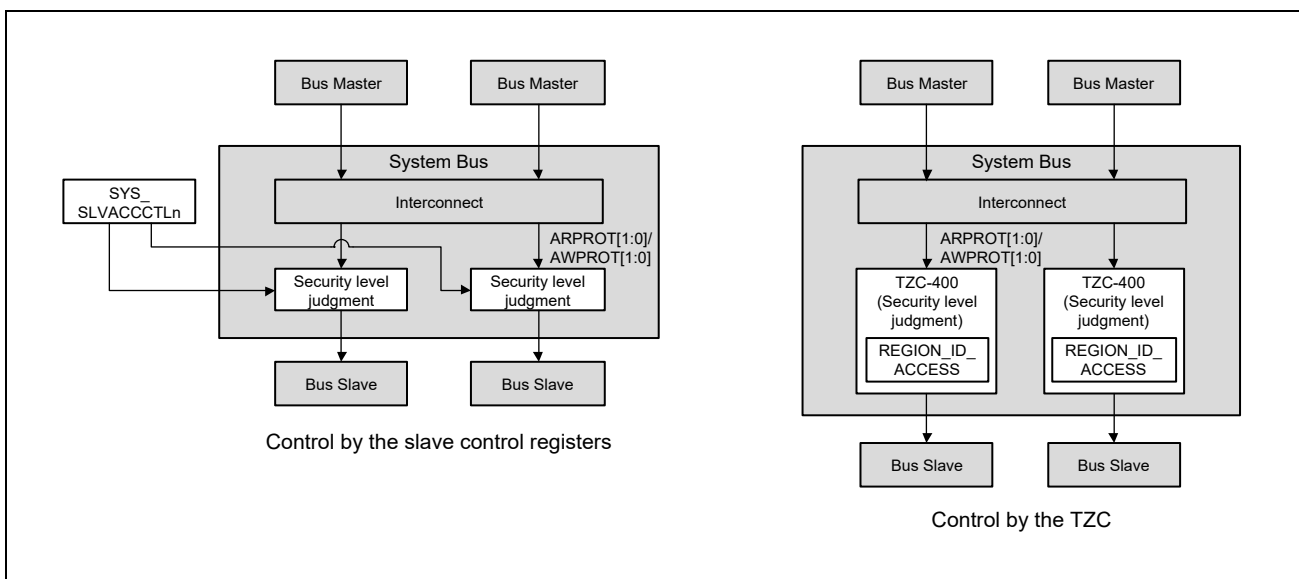 Bus Master
Bus Master
System Bus
Interconnect
SYS_
SLVACCCTLn
ARPROT[1:0]/
AWPROT[1:0]
Security level
judgment
Security level
judgment
Bus Slave
Bus Slave
Control by the slave control registers
Bus Master
Bus Master
System Bus
Interconnect
ARPROT[1:0]/
AWPROT[1:0]
TZC-400
(Security level
judgment)
REGION_ID_
ACCESS
TZC-400
(Security level
judgment)
REGION_ID_
ACCESS
Bus Slave
Bus Slave
Control by the TZC